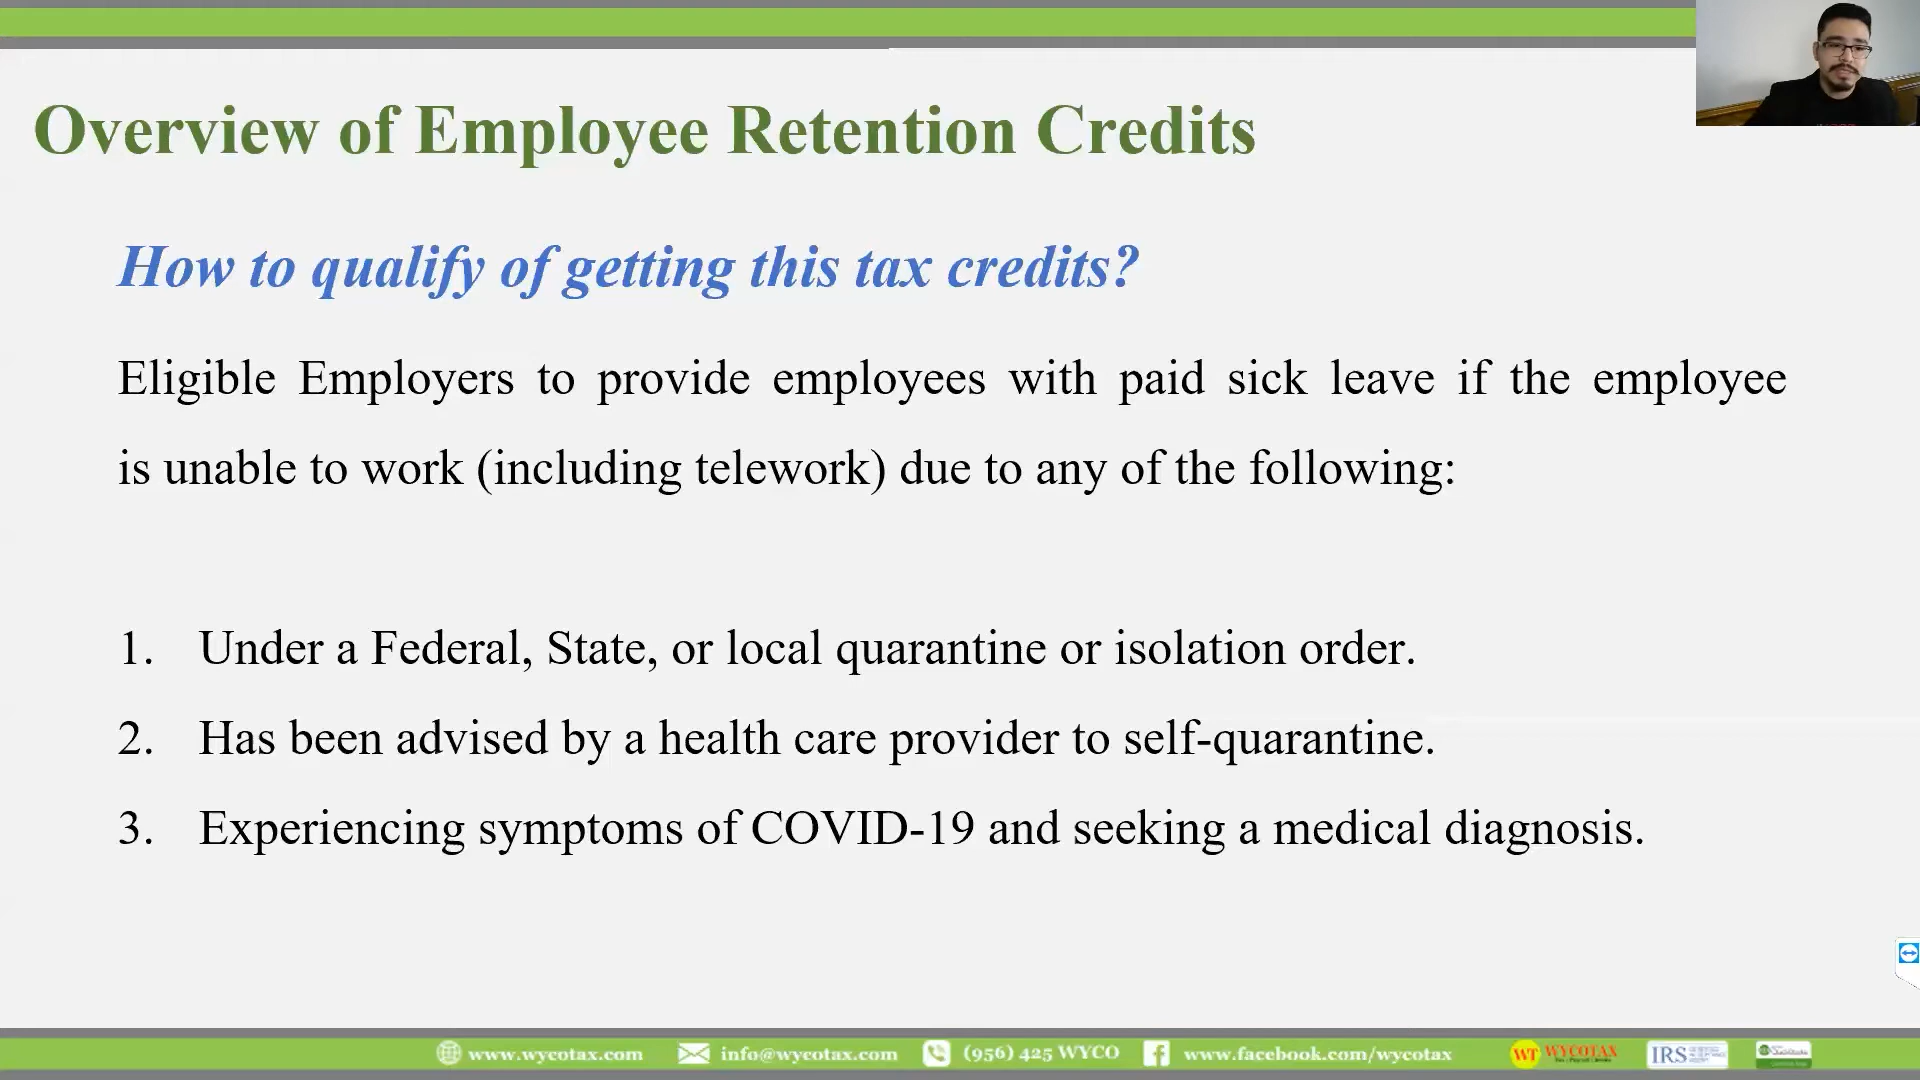 Overview of Employee Retention Credits
How to qualify of getting this tax credits?
Eligible Employers to provide employees with paid sick leave if the employee
is unable to work (including telework) due to any of the following:
1. Under a Federal, State, or local quarantine or isolation order.
2. Has been advised by a health care provider to self-quarantine.
3. Experiencing symptoms of COVID-19 and seeking a medical diagnosis.
www.wycotax.com info@wycotax.com (956) 425 WYCO www.facebook.com/wycotax WT WYCOTAX IRS